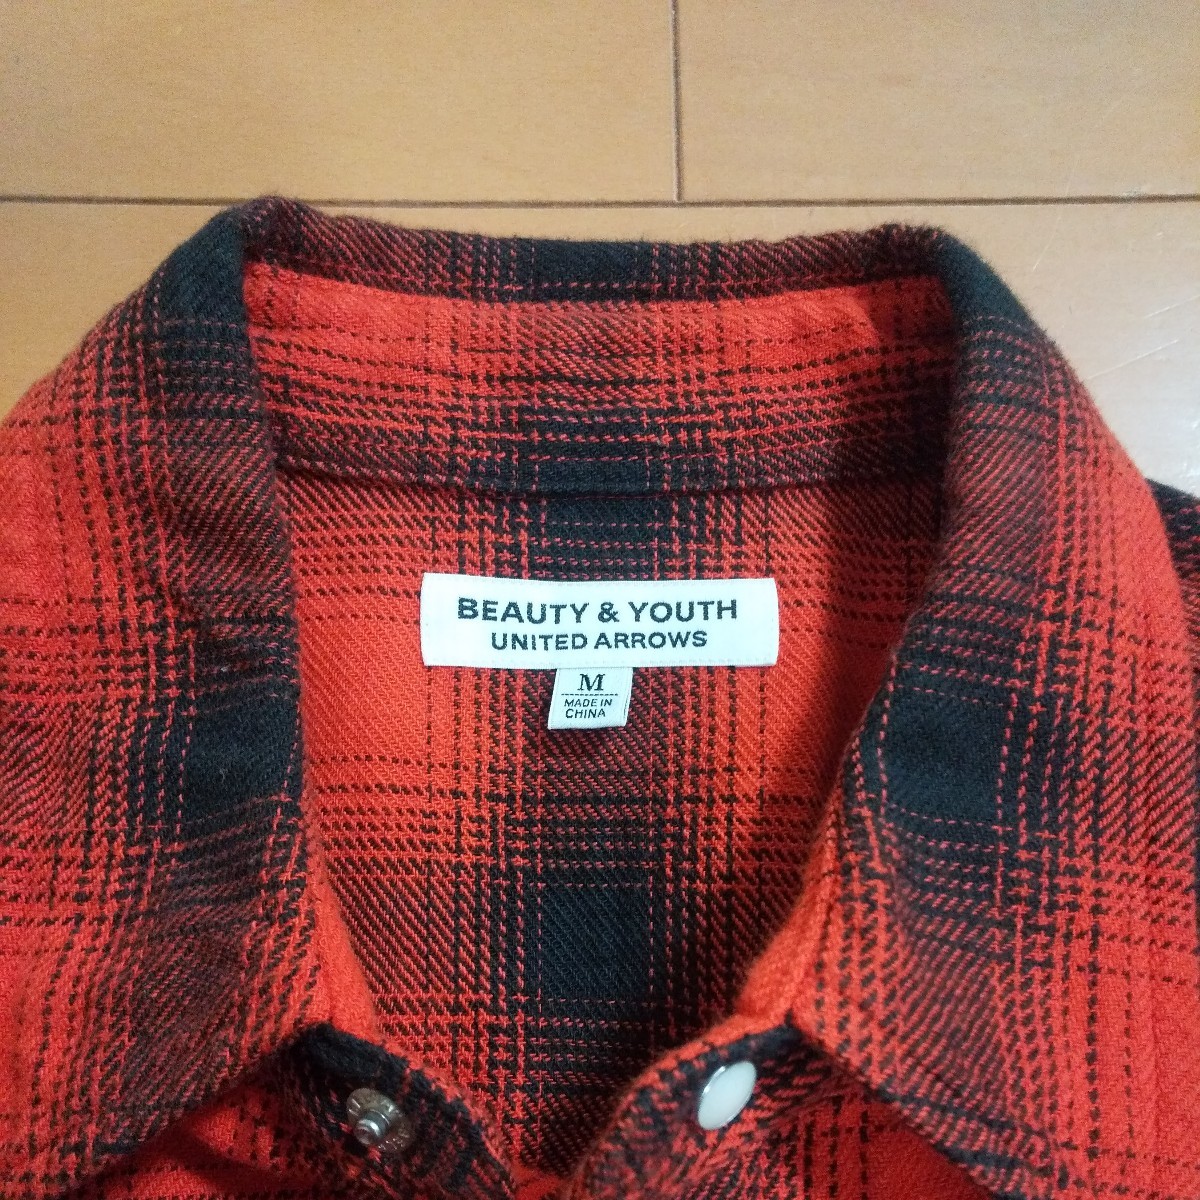 BEAUTY & YOUTH
UNITED ARROWS
M
MADE IN
CHINA